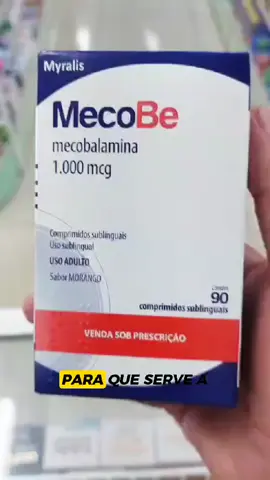 Myralis
MecoBe
mecobalamina
1.000 mcg
Comprimidos sublinguais
Uso sublingual
USO ADULTO
Sabor MORANGO
90
comprimidos sublinguais
VENDA SOB PRESCRIÇÃO
PARA QUE SERVE A